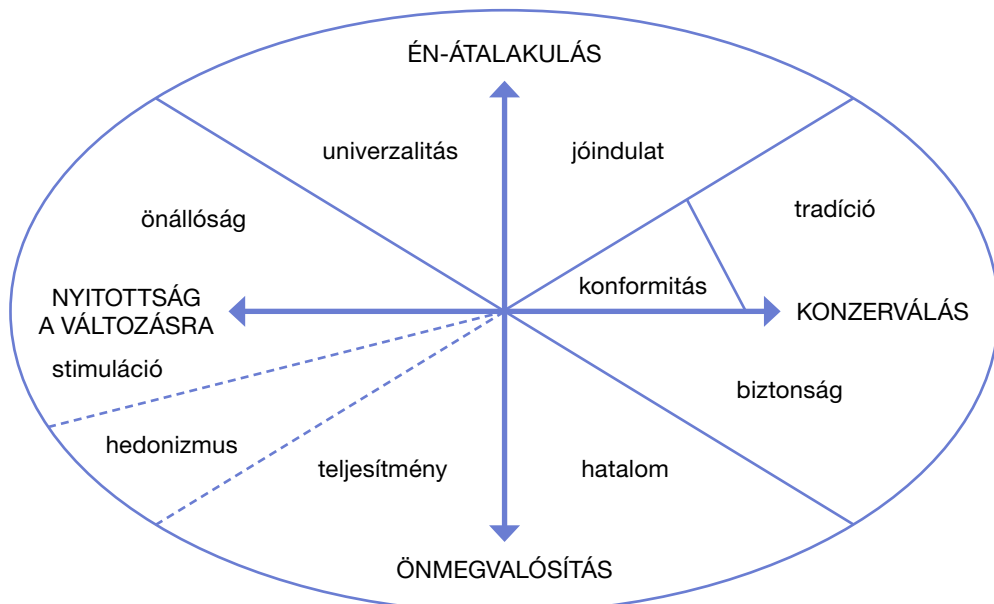 ÉN-ÁTALAKULÁS
univerzalitás
jóindulat
önállóság
tradíció
konformitás
NYITOTTSÁG
A VÁLTOZÁSRA
KONZERVÁLÁS
stimuláció
biztonság
hedonizmus
teljesítmény
hatalom
ÖNMEGVALÓSÍTÁS